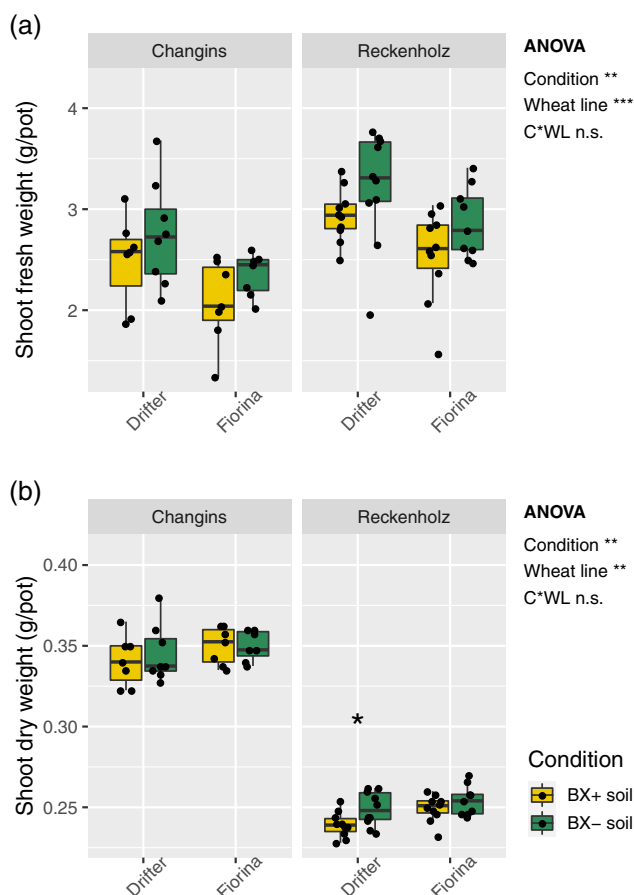 (a)
Changins
Reckenholz
ANOVA
Condition **
Wheat line ***
C*WL n.s.
Shoot fresh weight (g/pot)
4
3
2
Drifter
Fiorina
Drifter
Fiorina
(b)
Changins
Reckenholz
ANOVA
Condition **
Wheat line **
C*WL n.s.
Shoot dry weight (g/pot)
0.40
0.35
0.30
0.25
*
Drifter
Fiorina
Drifter
Fiorina
Condition
BX+ soil
BX− soil